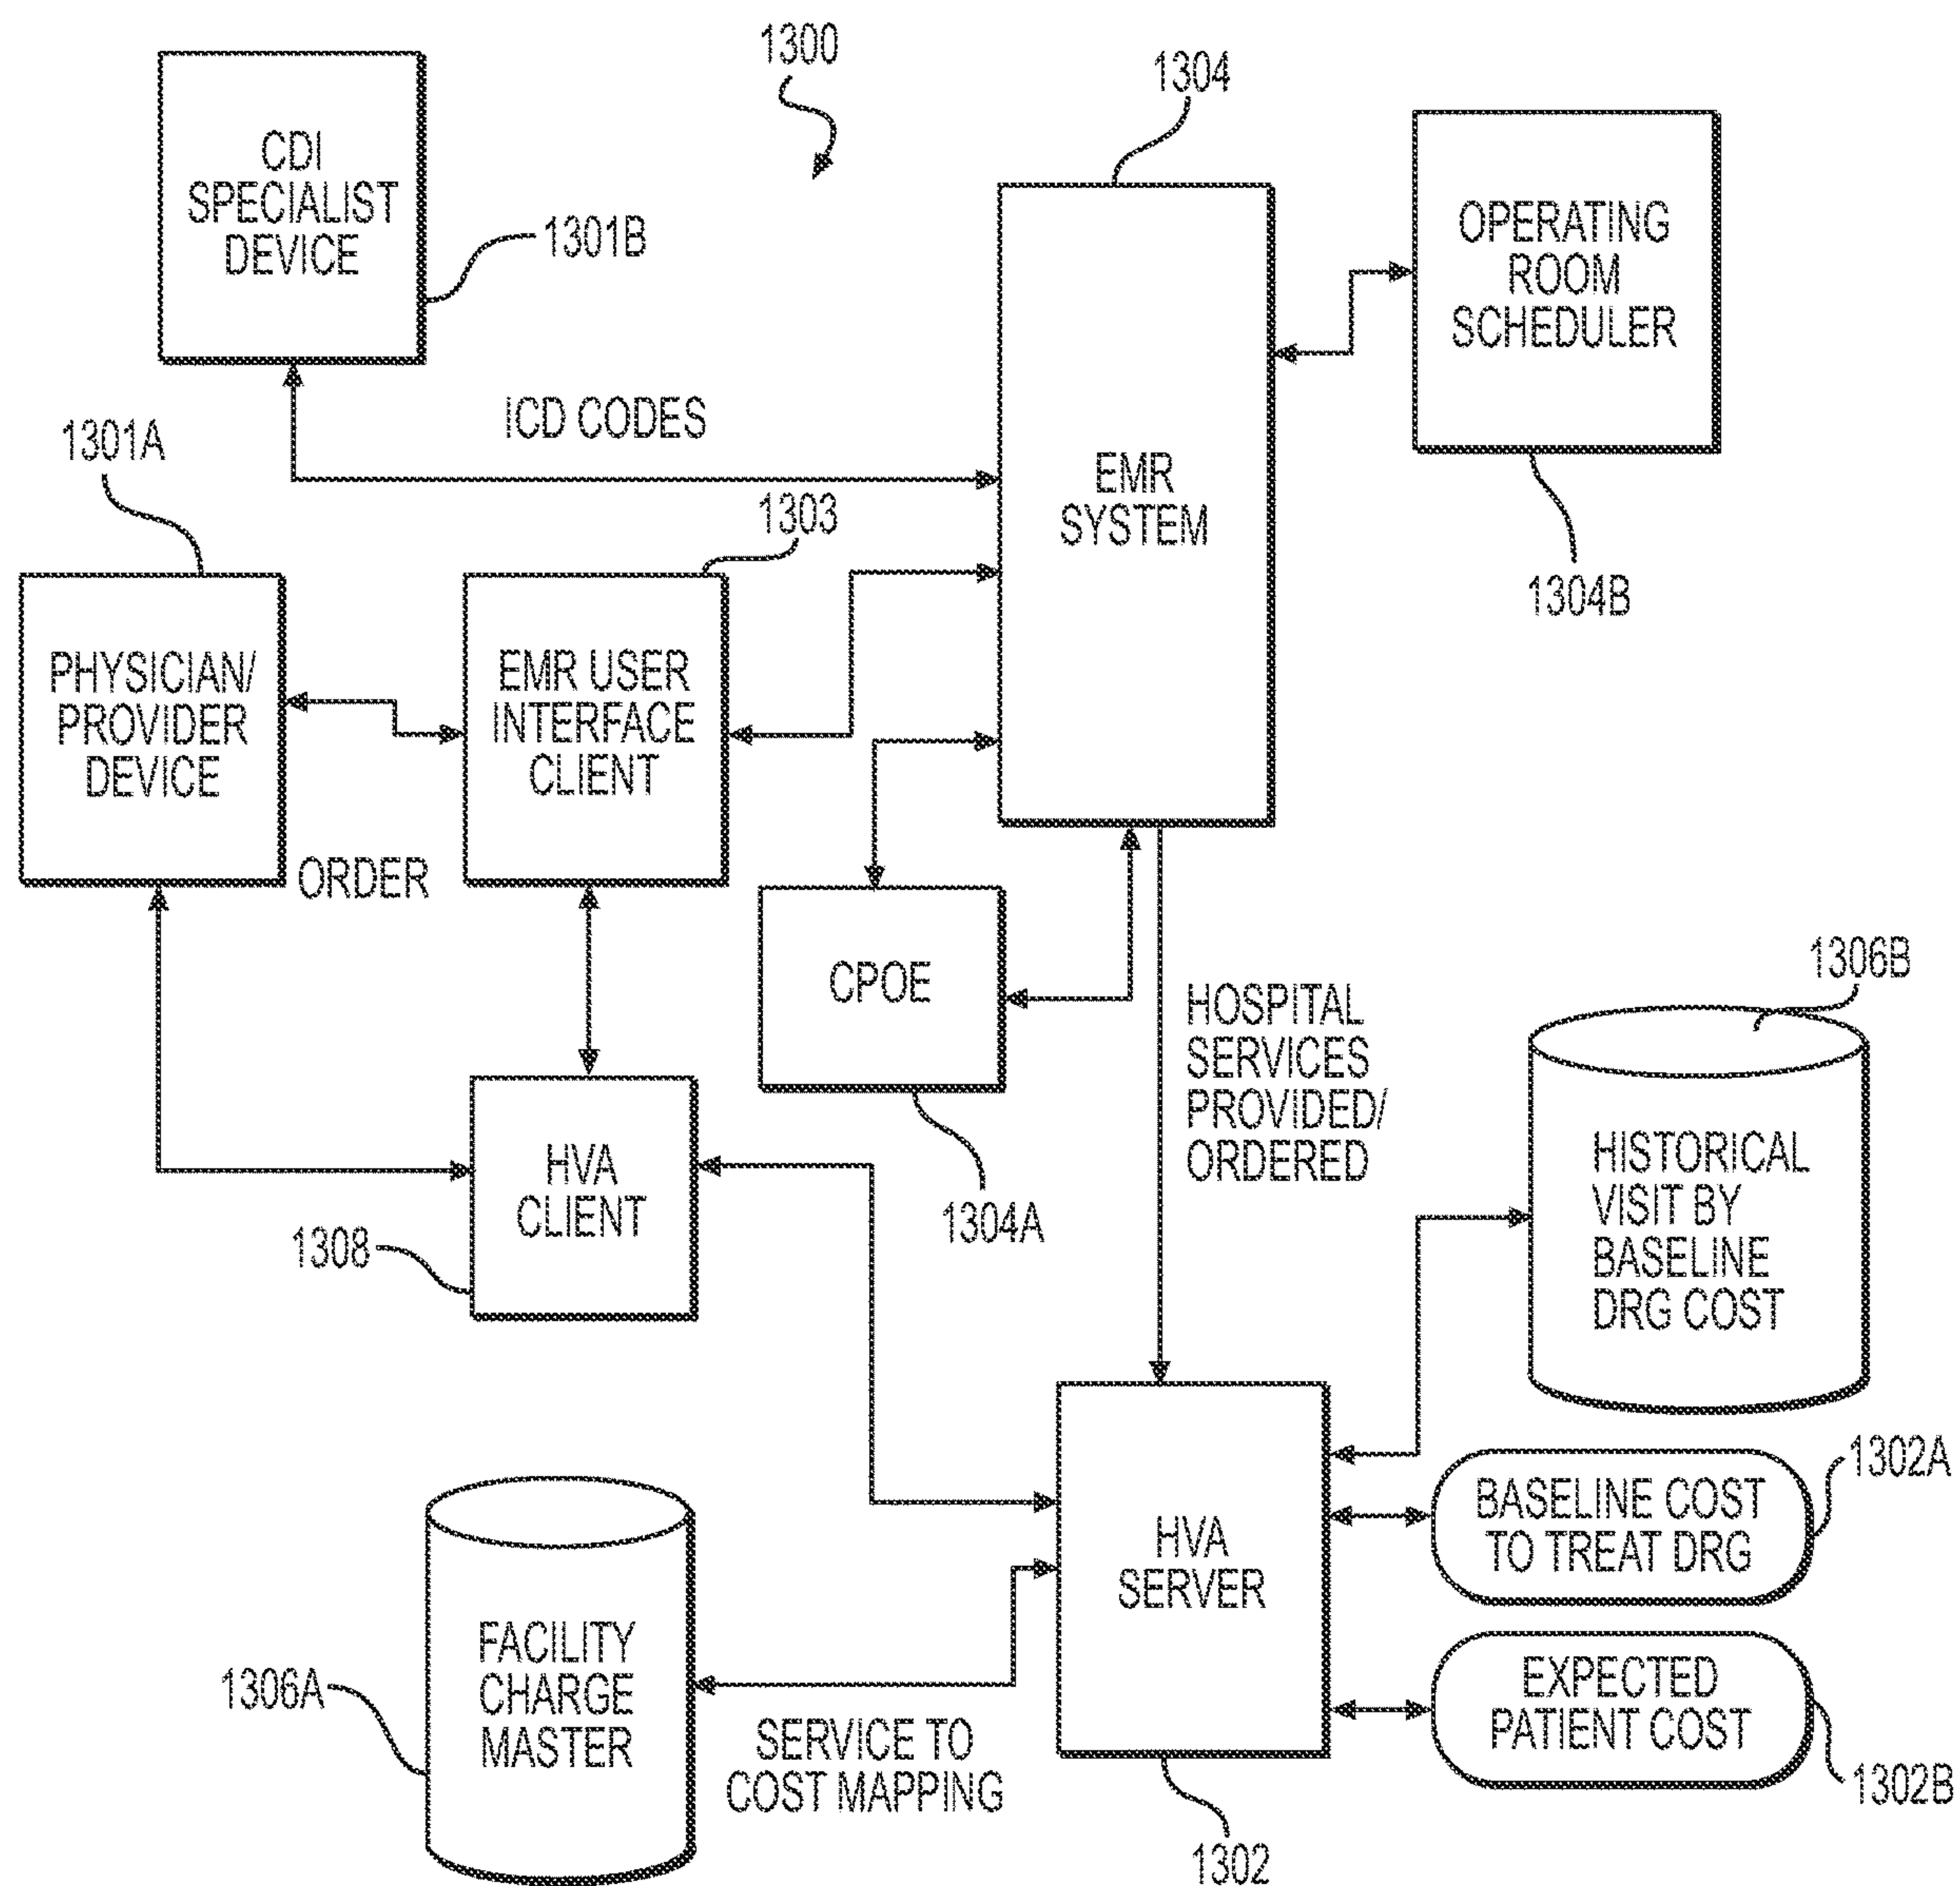 1300
1304
CDI
SPECIALIST
DEVICE
1301B
OPERATING
ROOM
SCHEDULER
1304B
ICD CODES
EMR
SYSTEM
1301A
1303
PHYSICIAN/
PROVIDER
DEVICE
EMR USER
INTERFACE
CLIENT
ORDER
CPOE
1304A
HOSPITAL
SERVICES
PROVIDED/
ORDERED
1306B
HISTORICAL
VISIT BY
BASELINE
DRG COST
HVA
CLIENT
1308
1302A
BASELINE COST
TO TREAT DRG
HVA
SERVER
1306A
FACILITY
CHARGE
MASTER
SERVICE TO
COST MAPPING
EXPECTED
PATIENT COST
1302B
1302